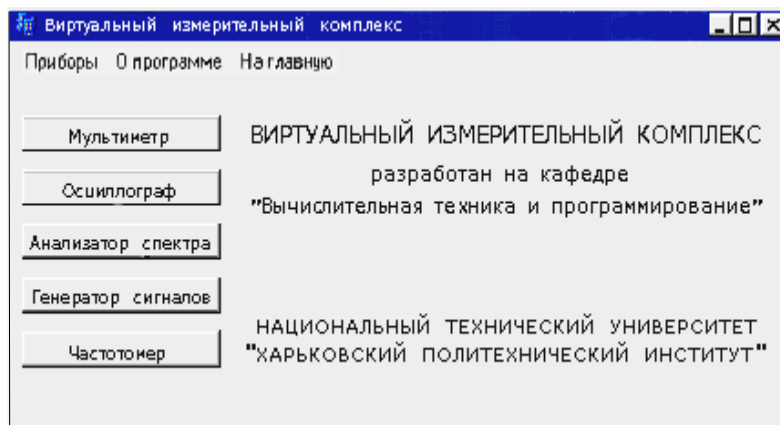 Виртуальный измерительный комплекс
Приборы О программе На главную
Мультиметр
Осциллограф
Анализатор спектра
Генератор сигналов
Частотомер
ВИРТУАЛЬНЫЙ ИЗМЕРИТЕЛЬНЫЙ КОМПЛЕКС
разработан на кафедре
"Вычислительная техника и программирование"
НАЦИОНАЛЬНЫЙ ТЕХНИЧЕСКИЙ УНИВЕРСИТЕТ
"ХАРЬКОВСКИЙ ПОЛИТЕХНИЧЕСКИЙ ИНСТИТУТ"